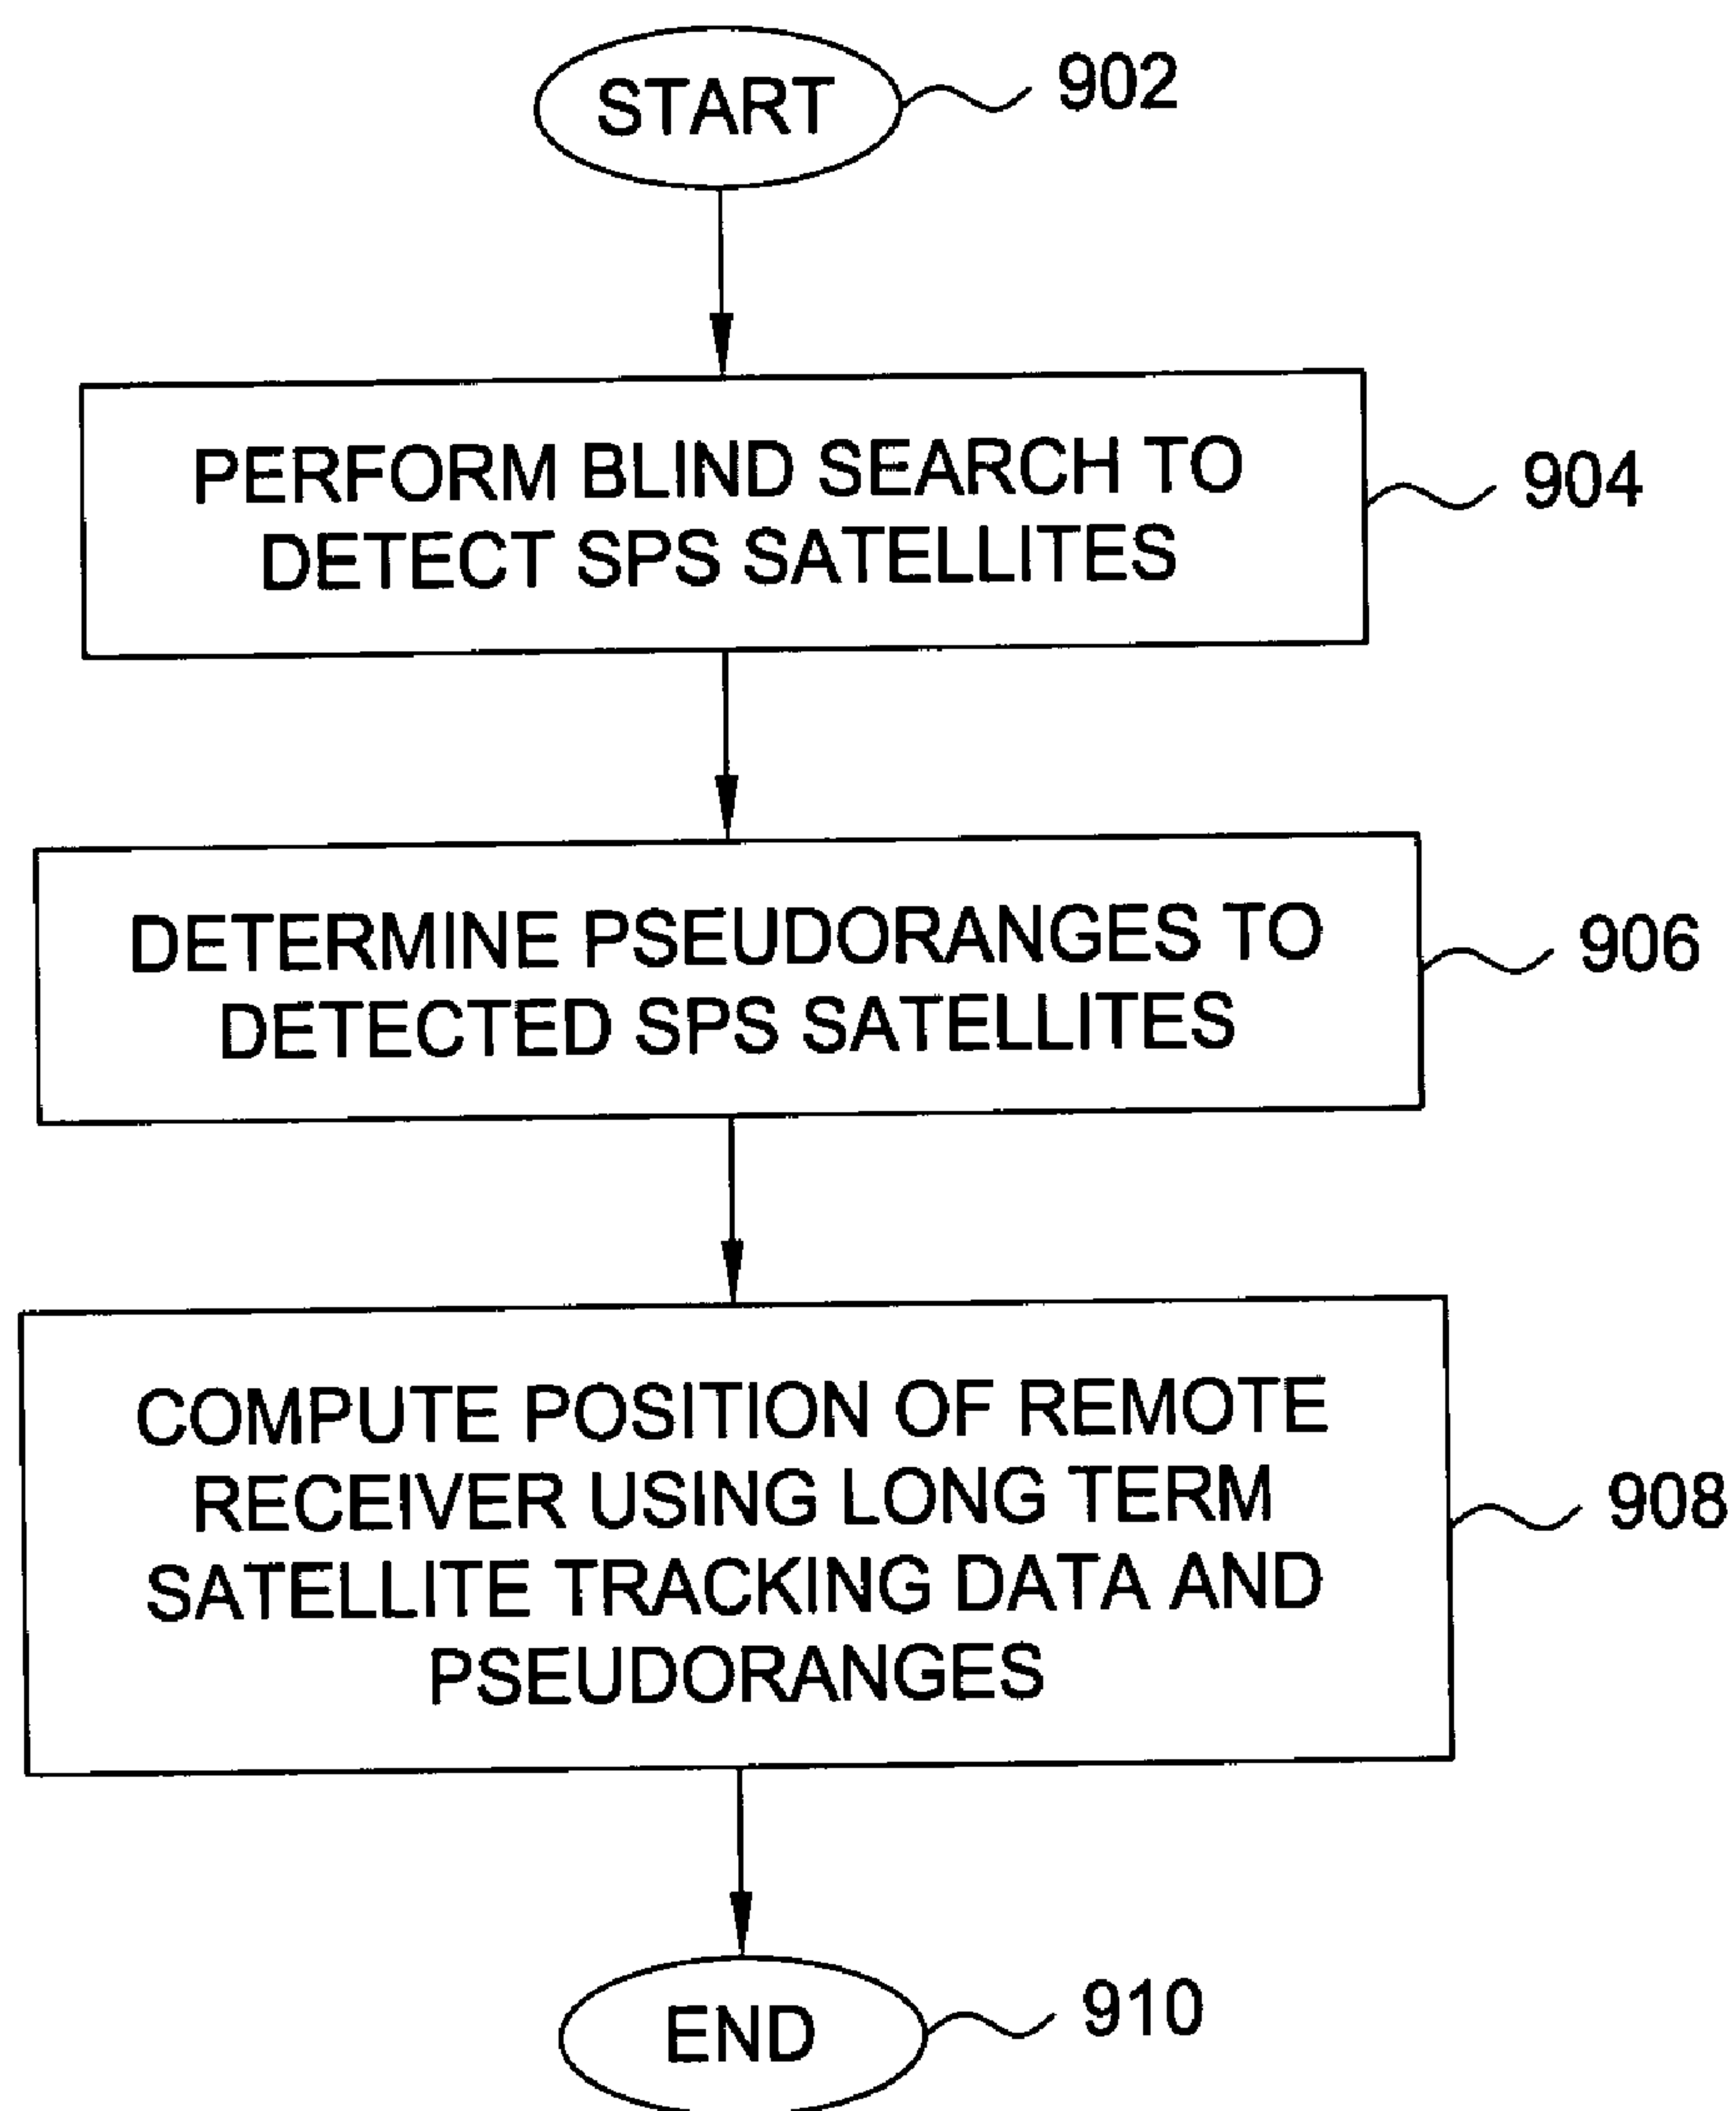 START
902
PERFORM BLIND SEARCH TO
DETECT SPS SATELLITES
904
DETERMINE PSEUDORANGES TO
DETECTED SPS SATELLITES
906
COMPUTE POSITION OF REMOTE
RECEIVER USING LONG TERM
SATELLITE TRACKING DATA AND
PSEUDORANGES
908
END
910